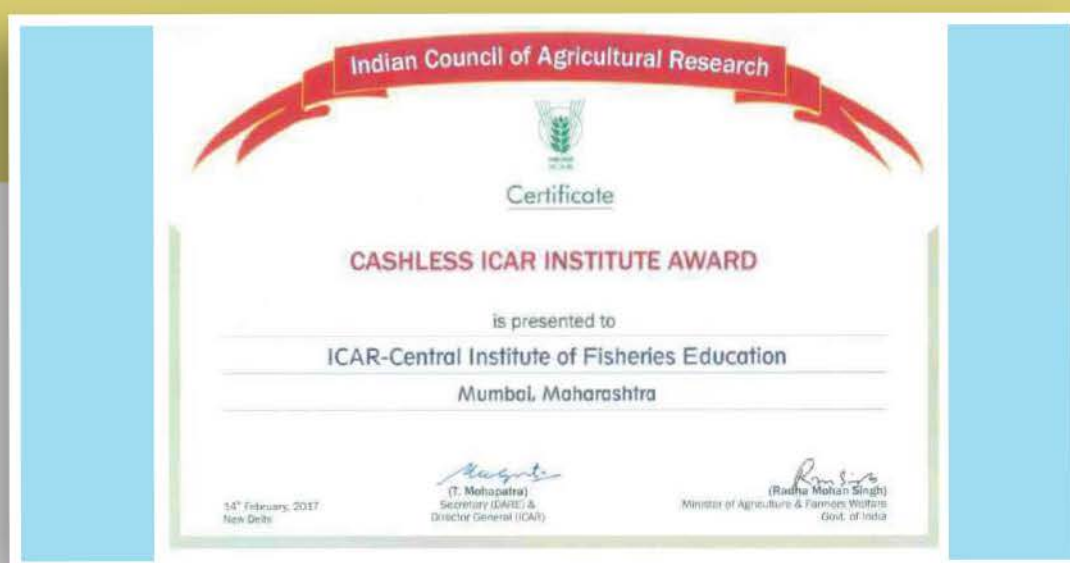 Indian Council of Agricultural Research
ICAR
Certificate
CASHLESS ICAR INSTITUTE AWARD
is presented to
ICAR-Central Institute of Fisheries Education
Mumbai, Maharashtra
(T. Mohapatra)
Secretary (DARE) &
Director General (ICAR)
(Radha Mohan Singh)
Minister of Agriculture & Farmers Welfare
Govt. of India
14th February, 2017
New Delhi